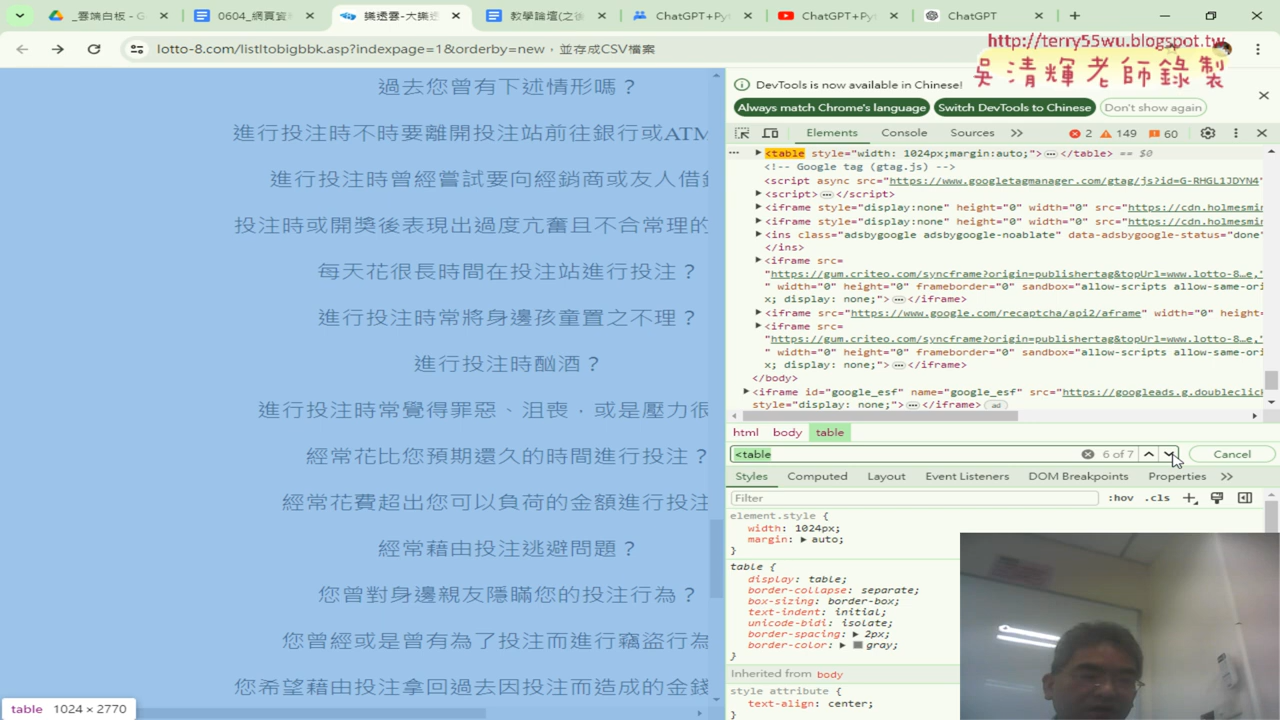 _雲端白板 - G
0604_網頁資
樂透雲-大樂透
教學論壇(之後
ChatGPT+Py
ChatGPT+Py
ChatGPT
lotto-8.com/listltobigbbk.asp?indexpage=1&orderby=new，並存成CSV檔案
http://terry55wu.blogspot.tw
吳清輝老師錄製
過去您曾有下述情形嗎？
進行投注時不時要離開投注站前往銀行或ATM
進行投注時曾經嘗試要向經銷商或友人借錢
投注時或開獎後表現出過度亢奮且不合常理的
每天花很長時間在投注站進行投注？
進行投注時常將身邊孩童置之不理？
進行投注時酗酒？
進行投注時常覺得罪惡、沮喪，或是壓力很
經常花比您預期還久的時間進行投注？
經常花費超出您可以負荷的金額進行投注
經常藉由投注逃避問題？
您曾對身邊親友隱瞞您的投注行為？
您曾經或是曾有為了投注而進行竊盜行為
您希望藉由投注拿回過去因投注而造成的金錢
table 1024 × 2770
DevTools is now available in Chinese!
Always match Chrome's language Switch DevTools to Chinese Don't show again
Elements Console Sources 2 149 60
<table style="width: 1024px;margin:auto;"> </table> == $0
<!-- Google tag (gtag.js) -->
<script async src="https://www.googletagmanager.com/gtag/js?id=G-RHGL1JDYN4"
<script> </script>
<iframe style="display:none" height="0" width="0" src="https://cdn.holmesmin
<iframe style="display:none" height="0" width="0" src="https://cdn.holmesmin
<ins class="adsbygoogle adsbygoogle-noablate" data-adsbygoogle-status="done"
</ins>
<iframe src=
"https://gum.criteo.com/syncframe?origin=publishertag&topUrl=www.lotto-8…e,"
" width="0" height="0" frameborder="0" sandbox="allow-scripts allow-same-ori
x; display: none;"> </iframe>
<iframe src="https://www.google.com/recaptcha/api2/aframe" width="0" height=
<iframe src=
"https://gum.criteo.com/syncframe?origin=publishertag&topUrl=www.lotto-8…e,"
" width="0" height="0" frameborder="0" sandbox="allow-scripts allow-same-ori
x; display: none;"> </iframe>
</body>
<iframe id="google_esf" name="google_esf" src="https://googleads.g.doubleclic
style="display: none;"> </iframe> ad
html body table
<table 6 of 7 Cancel
Styles Computed Layout Event Listeners DOM Breakpoints Properties
Filter :hov .cls
element.style {
width: 1024px;
margin: auto;
}
table {
display: table;
border-collapse: separate;
box-sizing: border-box;
text-indent: initial;
unicode-bidi: isolate;
border-spacing: 2px;
border-color: gray;
}
Inherited from body
style attribute {
text-align: center;
}